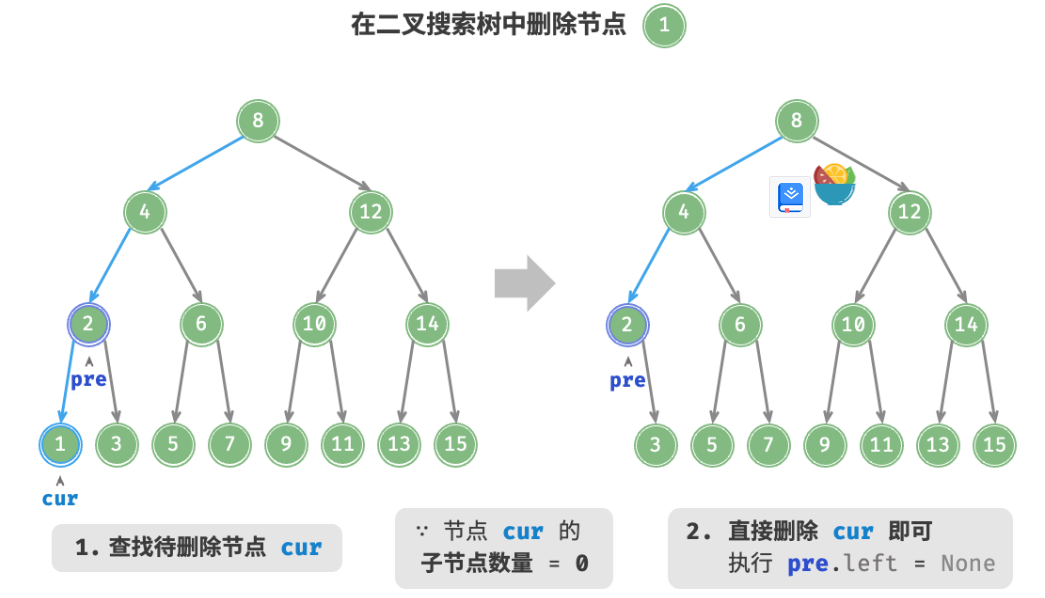 在二叉搜索树中删除节点 1
8
4 12
2 6 10 14
pre
1 3 5 7 9 11 13 15
cur
8
4 12
2 6 10 14
pre
3 5 7 9 11 13 15
1. 查找待删除节点 cur
∵ 节点 cur 的
子节点数量 = 0
2. 直接删除 cur 即可
执行 pre.left = None